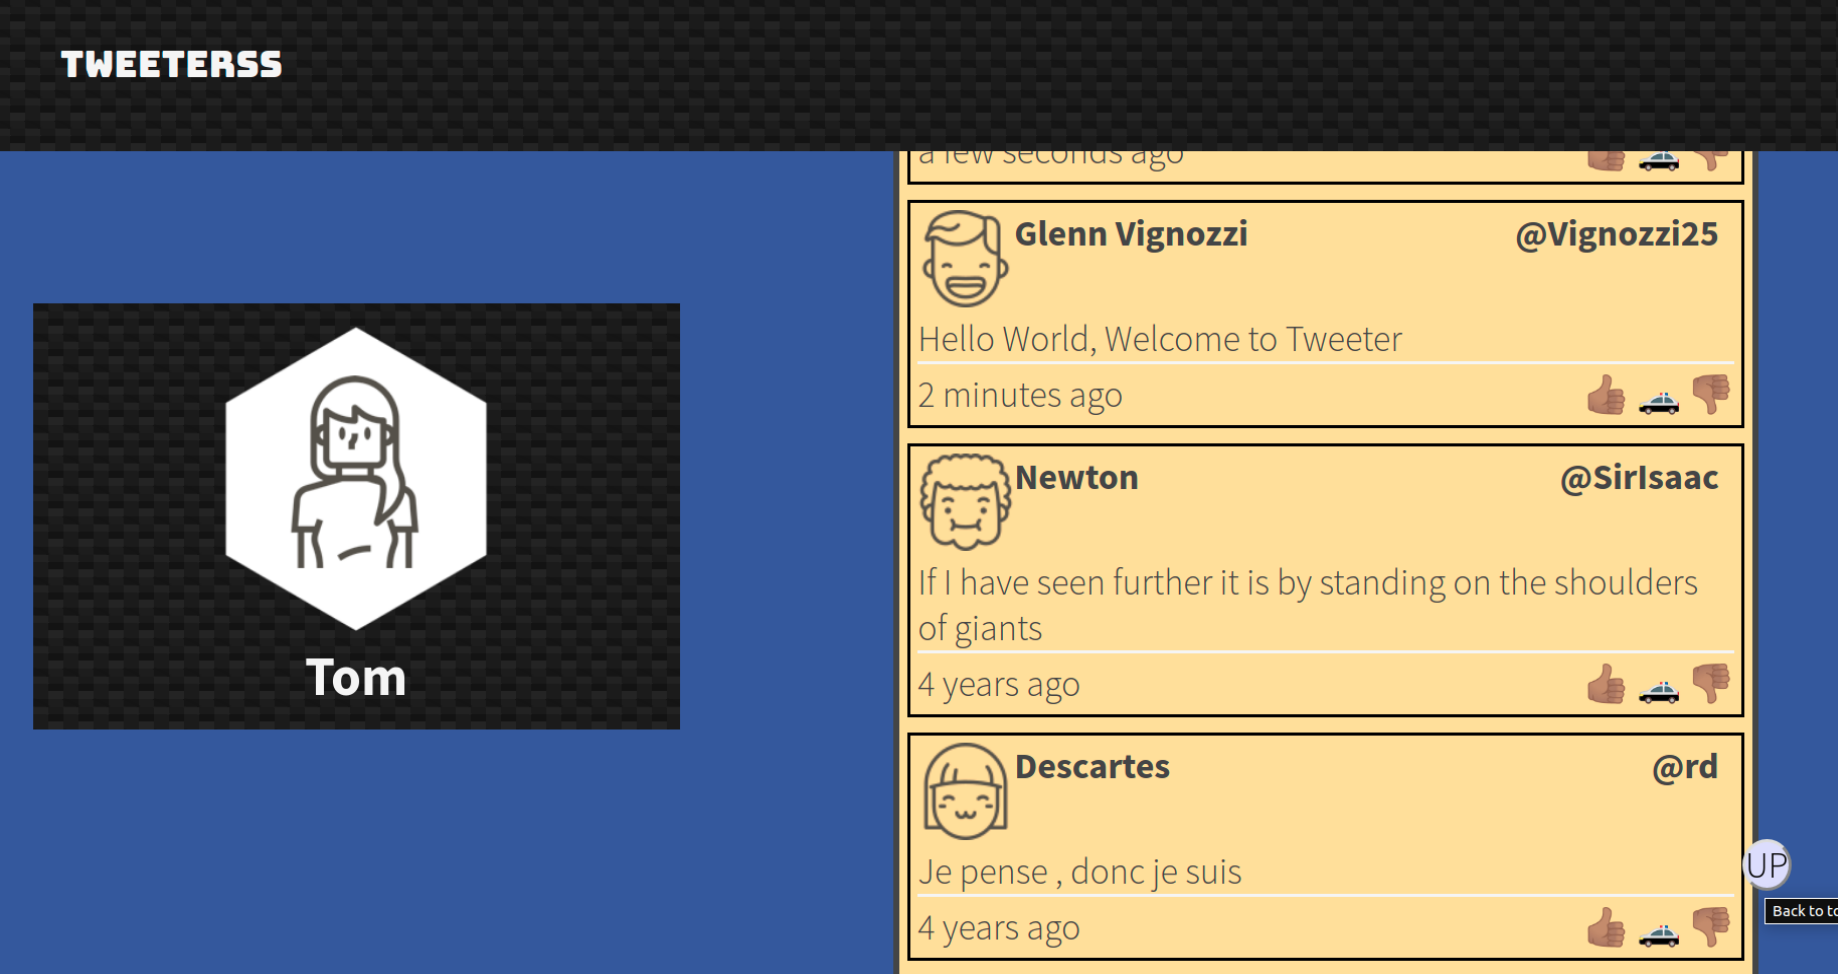 TWEETERSS
Tom
a few seconds ago
Glenn Vignozzi @Vignozzi25
Hello World, Welcome to Tweeter
2 minutes ago
Newton @SirIsaac
If I have seen further it is by standing on the shoulders
of giants
4 years ago
Descartes @rd
Je pense , donc je suis
4 years ago
UP
Back to to